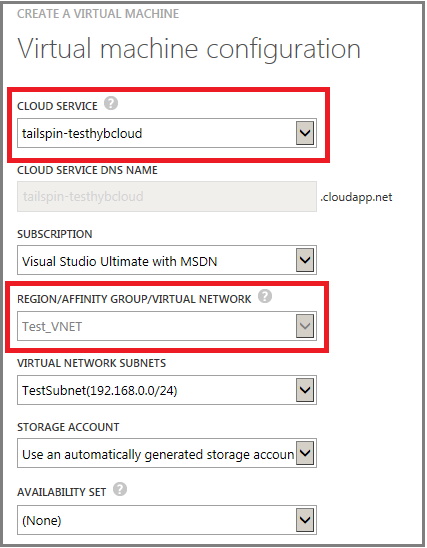 CREATE A VIRTUAL MACHINE
Virtual machine configuration
CLOUD SERVICE ?
tailspin-testhybcloud
CLOUD SERVICE DNS NAME
tailspin-testhybcloud .cloudapp.net
SUBSCRIPTION
Visual Studio Ultimate with MSDN
REGION/AFFINITY GROUP/VIRTUAL NETWORK ?
Test_VNET
VIRTUAL NETWORK SUBNETS
TestSubnet(192.168.0.0/24)
STORAGE ACCOUNT
Use an automatically generated storage accoun
AVAILABILITY SET ?
(None)